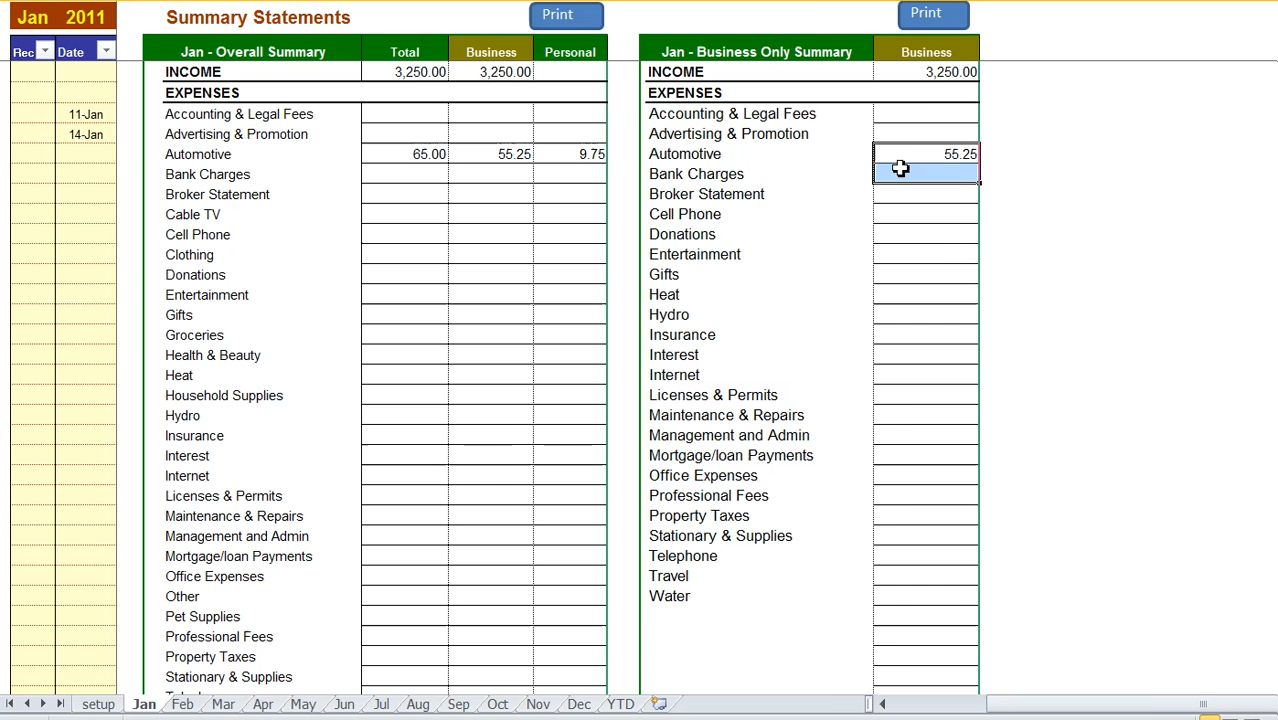 Jan 2011
Summary Statements
Print
Print
Rec Date
Jan - Overall Summary Total Business Personal
Jan - Business Only Summary Business
INCOME 3,250.00 3,250.00
INCOME 3,250.00
EXPENSES
EXPENSES
11-Jan Accounting & Legal Fees
Accounting & Legal Fees
14-Jan Advertising & Promotion
Advertising & Promotion
Automotive 65.00 55.25 9.75
Automotive 55.25
Bank Charges
Bank Charges
Broker Statement
Broker Statement
Cable TV
Cell Phone
Cell Phone
Donations
Clothing
Entertainment
Donations
Gifts
Entertainment
Heat
Gifts
Hydro
Groceries
Insurance
Health & Beauty
Interest
Heat
Internet
Household Supplies
Licenses & Permits
Hydro
Maintenance & Repairs
Insurance
Management and Admin
Interest
Mortgage/loan Payments
Internet
Office Expenses
Licenses & Permits
Professional Fees
Maintenance & Repairs
Property Taxes
Management and Admin
Stationary & Supplies
Mortgage/loan Payments
Telephone
Office Expenses
Travel
Other
Water
Pet Supplies
Professional Fees
Property Taxes
Stationary & Supplies
setup Jan Feb Mar Apr May Jun Jul Aug Sep Oct Nov Dec YTD